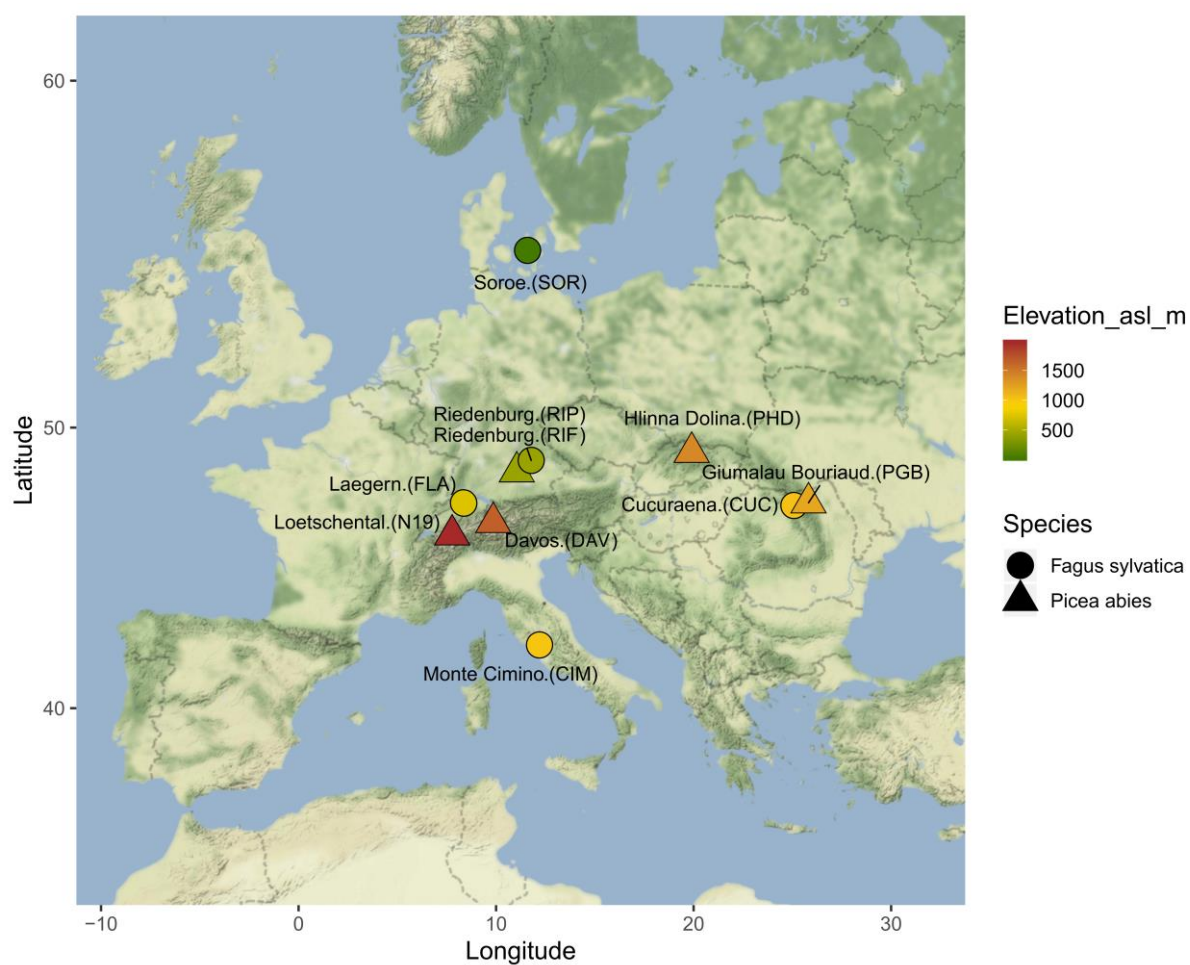 60
50
40
Latitude
−10
0
10
20
30
Longitude
Soroe.(SOR)
Riedenburg.(RIP)
Riedenburg.(RIF)
Hlinna Dolina.(PHD)
Giumalau Bouriaud.(PGB)
Laegern.(FLA)
Cucuraena.(CUC)
Loetschental.(N19)
Davos.(DAV)
Monte Cimino.(CIM)
Elevation_asl_m
1500
1000
500
Species
Fagus sylvatica
Picea abies